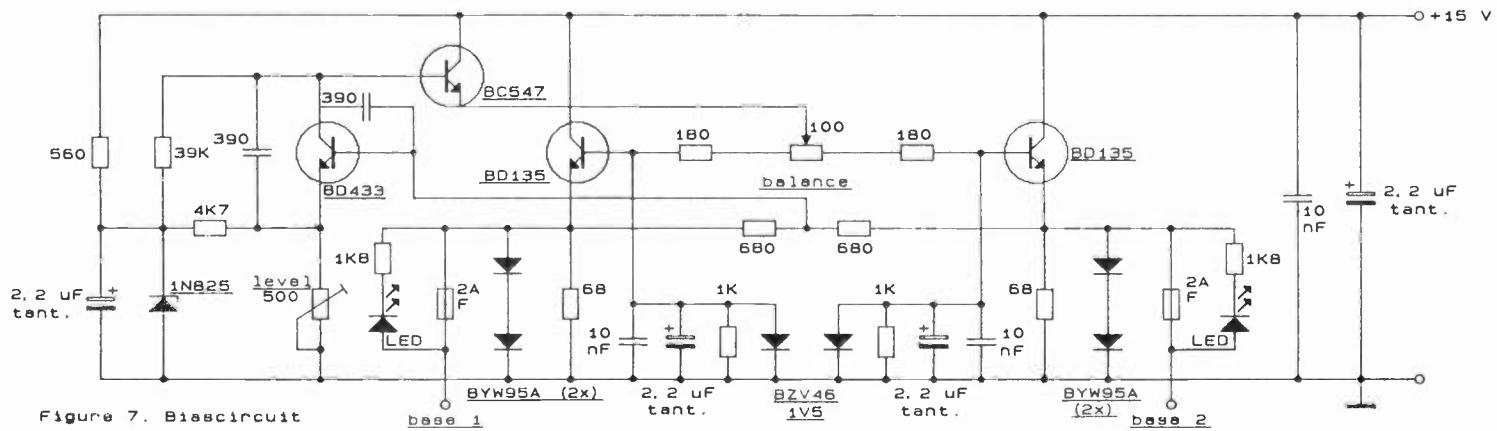 +15 V
BC547
390
390
560
39K
BD433
180
100
180
BD135
BD135
balance
4K7
10
nF
2,2 uF
tant.
680
680
1K8
1N825
level
500
2A
F
LED
68
1K
1K
68
2A
F
1K8
LED
2,2 uF
tant.
10
nF
10
nF
BYW95A (2x)
2,2 uF
tant.
BZV46
1V5
2,2 uF
tant.
BYW95A
(2x)
Figure 7. Biascircuit
base 1
base 2